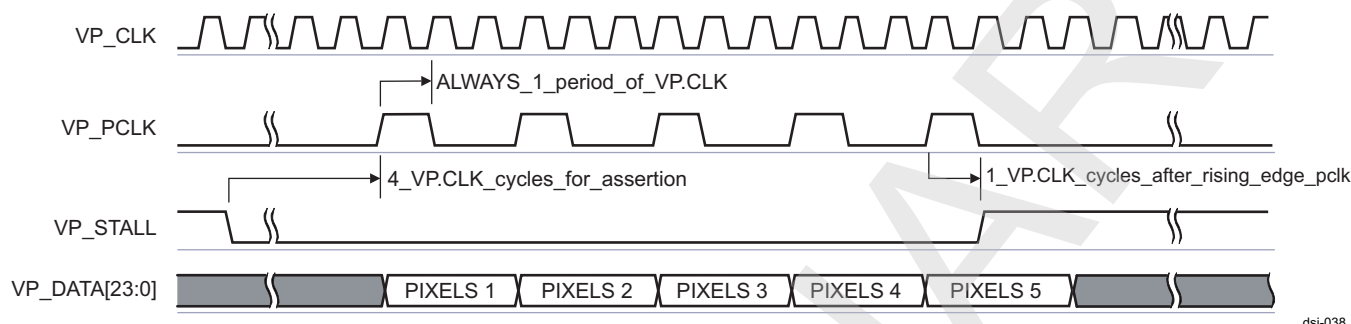 VP_CLK
ALWAYS_1_period_of_VP.CLK
VP_PCLK
4_VP.CLK_cycles_for_assertion
1_VP.CLK_cycles_after_rising_edge_pclk
VP_STALL
VP_DATA[23:0]
PIXELS 1
PIXELS 2
PIXELS 3
PIXELS 4
PIXELS 5
dsi-038